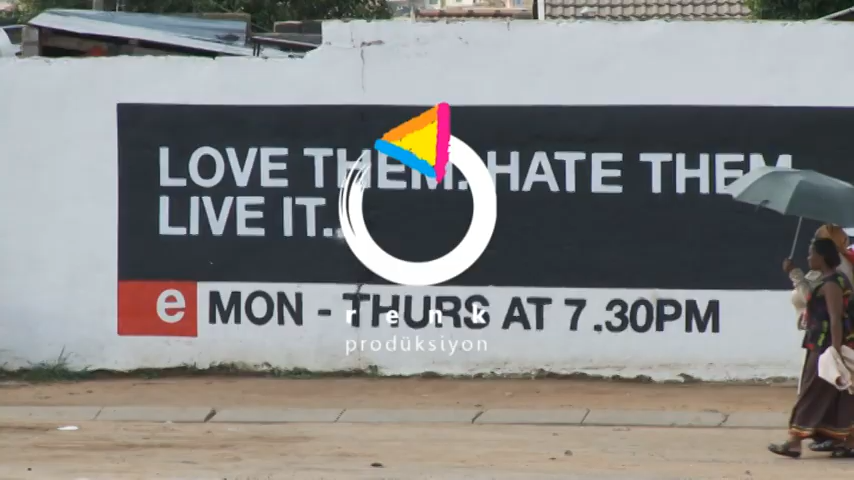 LOVE THEM. HATE THEM
LIVE IT..
e MON - THURS AT 7.30PM
renk
prodüksiyon